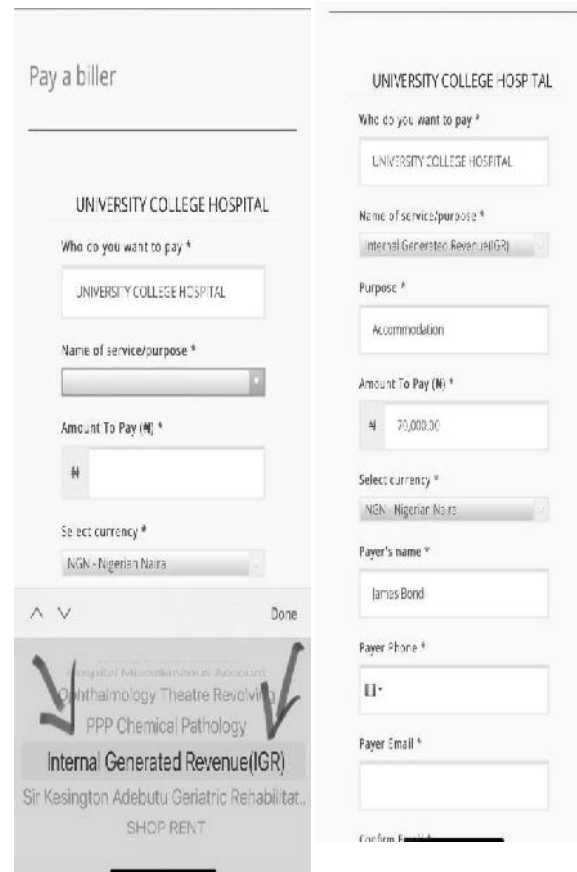 Pay a biller
UNIVERSITY COLLEGE HOSPITAL
Who do you want to pay *
UNIVERSITY COLLEGE HOSPITAL
Name of service/purpose *
Amount To Pay (₦) *
₦
Select currency *
NGN - Nigerian Naira
Done
Hospital Miscellaneous Account
Ophthalmology Theatre Revolving
PPP Chemical Pathology
Internal Generated Revenue(IGR)
Sir Kesington Adebutu Geriatric Rehabilitat..
SHOP RENT
UNIVERSITY COLLEGE HOSPITAL
Who do you want to pay *
UNIVERSITY COLLEGE HOSPITAL
Name of service/purpose *
Internal Generated Revenue(IGR)
Purpose *
Accommodation
Amount To Pay (₦) *
₦ 70,000.00
Select currency *
NGN - Nigerian Naira
Payer's name *
James Bond
Payer Phone *
Payer Email *
Confirm